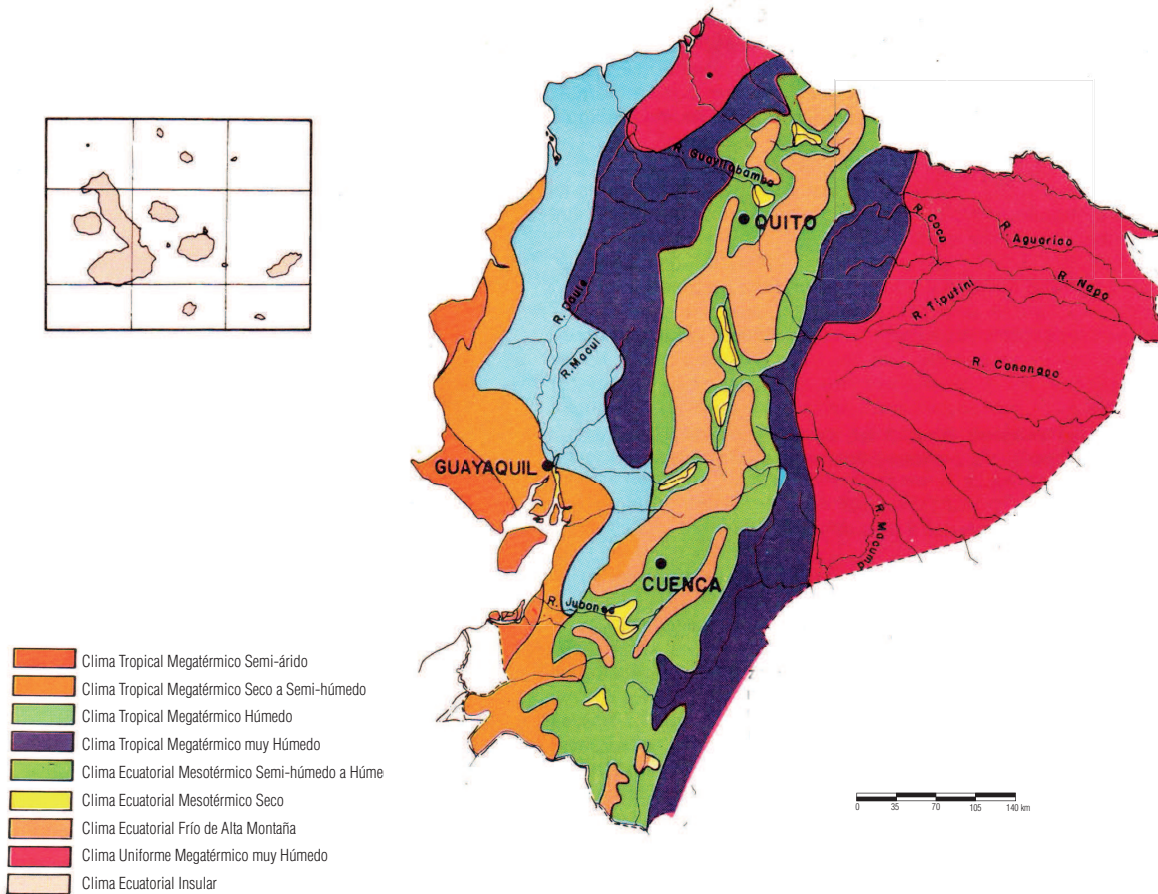 R. Guayllabamba
QUITO
R. Coca
R. Aguarico
R. Napo
R. Tiputini
R. Daule
R. Macul
R. Cononaco
GUAYAQUIL
R. Macuma
CUENCA
R. Jubones
Clima Tropical Megatérmico Semi-árido
Clima Tropical Megatérmico Seco a Semi-húmedo
Clima Tropical Megatérmico Húmedo
Clima Tropical Megatérmico muy Húmedo
Clima Ecuatorial Mesotérmico Semi-húmedo a Húme
Clima Ecuatorial Mesotérmico Seco
Clima Ecuatorial Frío de Alta Montaña
Clima Uniforme Megatérmico muy Húmedo
Clima Ecuatorial Insular
0 35 70 105 140 km